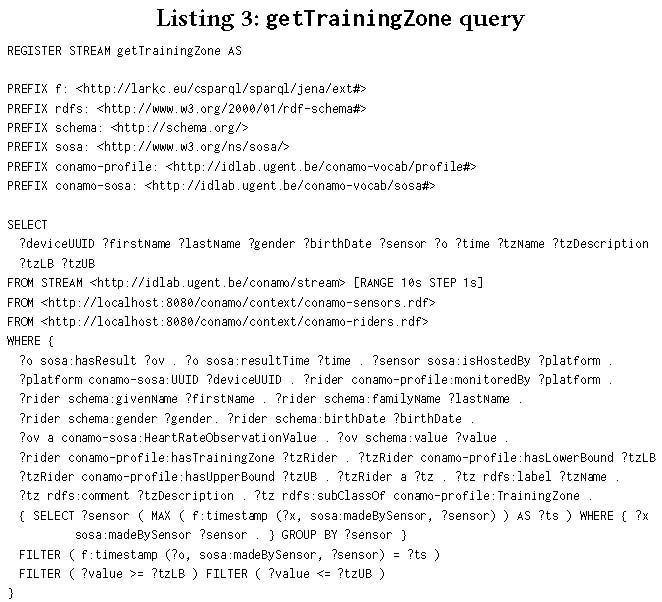 Listing 3: getTrainingZone query
REGISTER STREAM getTrainingZone AS
PREFIX f: <http://larkc.eu/csparql/sparql/jena/ext#>
PREFIX rdfs: <http://www.w3.org/2000/01/rdf-schema#>
PREFIX schema: <http://schema.org/>
PREFIX sosa: <http://www.w3.org/ns/sosa/>
PREFIX conamo-profile: <http://idlab.ugent.be/conamo-vocab/profile#>
PREFIX conamo-sosa: <http://idlab.ugent.be/conamo-vocab/sosa#>
SELECT
?deviceUUID ?firstName ?lastName ?gender ?birthDate ?sensor ?o ?time ?tzName ?tzDescription
?tzLB ?tzUB
FROM STREAM <http://idlab.ugent.be/conamo/stream> [RANGE 10s STEP 1s]
FROM <http://localhost:8080/conamo/context/conamo-sensors.rdf>
FROM <http://localhost:8080/conamo/context/conamo-riders.rdf>
WHERE {
?o sosa:hasResult ?ov . ?o sosa:resultTime ?time . ?sensor sosa:isHostedBy ?platform .
?platform conamo-sosa:UUID ?deviceUUID . ?rider conamo-profile:monitoredBy ?platform .
?rider schema:givenName ?firstName . ?rider schema:familyName ?lastName .
?rider schema:gender ?gender. ?rider schema:birthDate ?birthDate .
?ov a conamo-sosa:HeartRateObservationValue . ?ov schema:value ?value .
?rider conamo-profile:hasTrainingZone ?tzRider . ?tzRider conamo-profile:hasLowerBound ?tzLB .
?tzRider conamo-profile:hasUpperBound ?tzUB . ?tzRider a ?tz . ?tz rdfs:label ?tzName .
?tz rdfs:comment ?tzDescription . ?tz rdfs:subClassOf conamo-profile:TrainingZone .
{ SELECT ?sensor ( MAX ( f:timestamp (?x, sosa:madeBySensor, ?sensor) ) AS ?ts ) WHERE { ?x
sosa:madeBySensor ?sensor . } GROUP BY ?sensor }
FILTER ( f:timestamp (?o, sosa:madeBySensor, ?sensor) = ?ts )
FILTER ( ?value >= ?tzLB ) FILTER ( ?value <= ?tzUB )
}